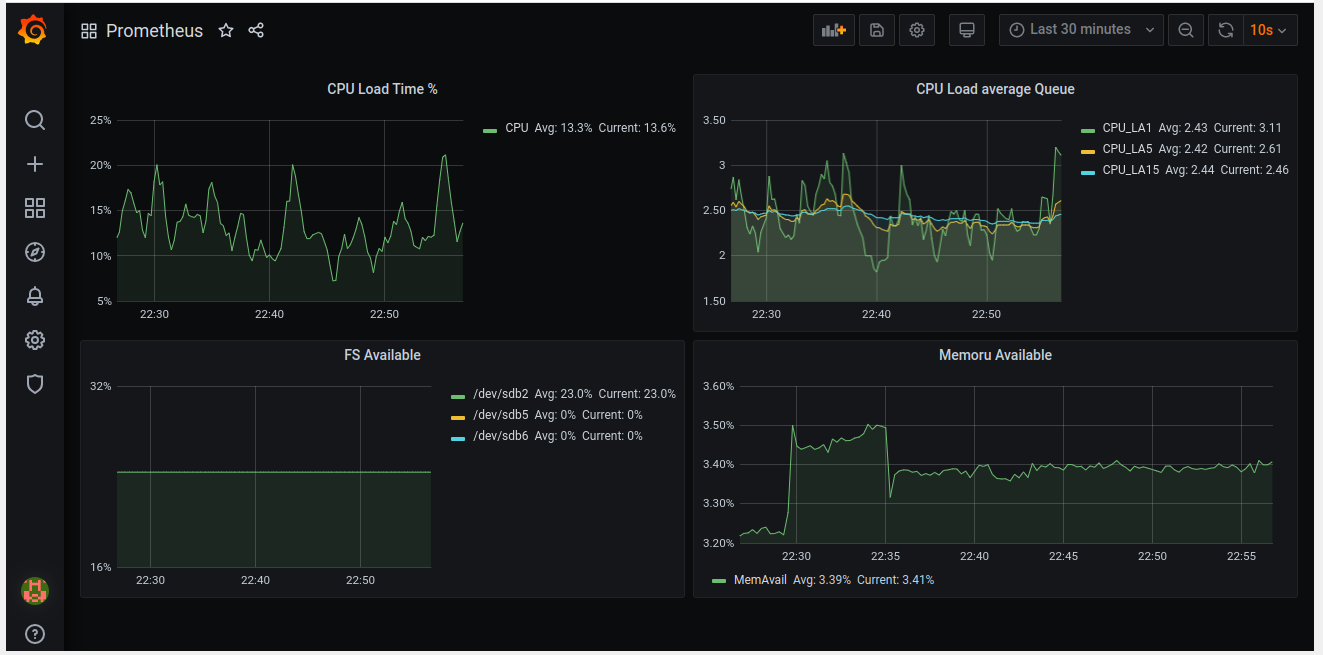 Prometheus
Last 30 minutes
10s
CPU Load Time %
25%
20%
15%
10%
5%
22:30 22:40 22:50
CPU Avg: 13.3% Current: 13.6%
CPU Load average Queue
3.50
3
2.50
2
1.50
22:30 22:40 22:50
CPU_LA1 Avg: 2.43 Current: 3.11
CPU_LA5 Avg: 2.42 Current: 2.61
CPU_LA15 Avg: 2.44 Current: 2.46
FS Available
32%
16%
22:30 22:40 22:50
/dev/sdb2 Avg: 23.0% Current: 23.0%
/dev/sdb5 Avg: 0% Current: 0%
/dev/sdb6 Avg: 0% Current: 0%
Memoru Available
3.60%
3.50%
3.40%
3.30%
3.20%
22:30 22:35 22:40 22:45 22:50 22:55
MemAvail Avg: 3.39% Current: 3.41%